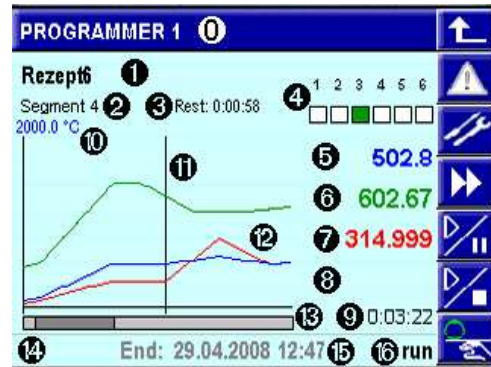 PROGRAMMER 1 0
Rezept6 1
1 2 3 4 5 6
Segment 4 2 3 Rest: 0:00:58 4
2000.0 °C 10
11 5 502.8
6 602.67
12 7 314.999
8
13 9 0:03:22
14 End: 29.04.2008 12:47 15 16 run